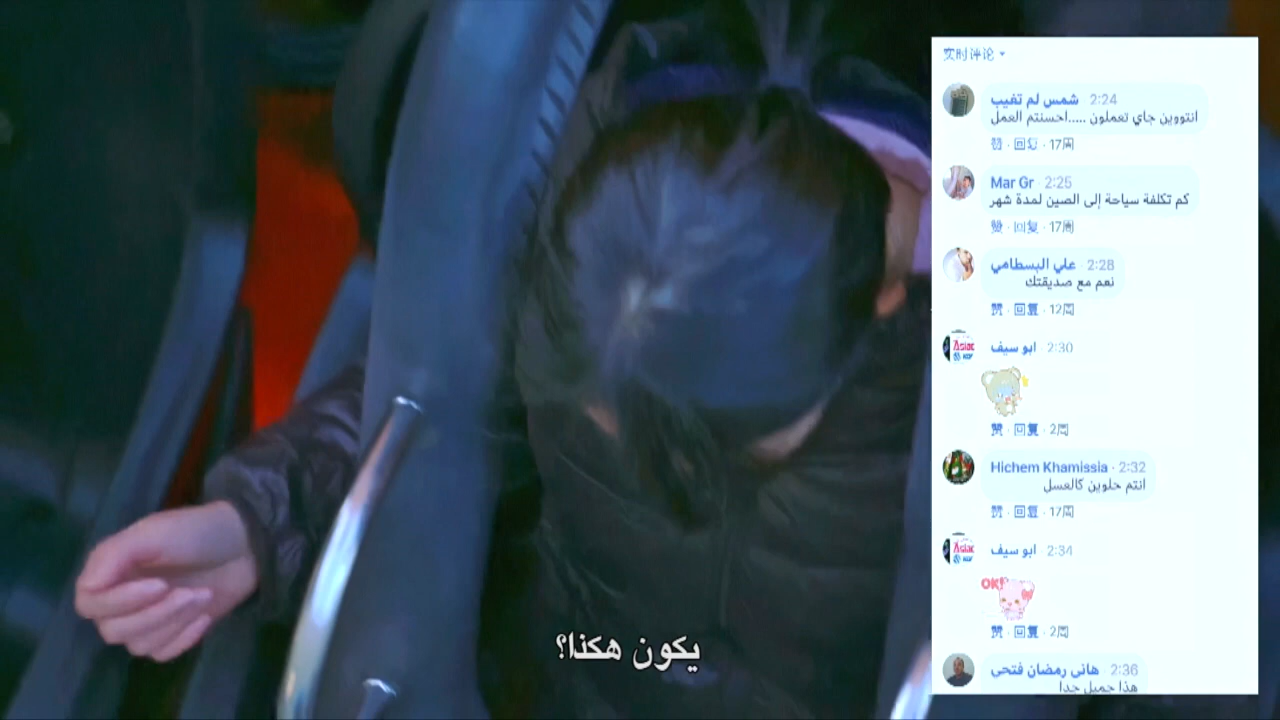 实时评论
شمس لم تغيب 2:24
انتووين جاي تعملون .....احسنتم العمل
赞 · 回复 · 17周
Mar Gr · 2:25
كم تكلفة سياحة إلى الصين لمدة شهر
赞 · 回复 · 17周
علي البسطامي · 2:28
نعم مع صديقتك
赞 · 回复 · 12周
ابو سيف · 2:30
赞 · 回复 · 2周
Hichem Khamissia · 2:32
انتم حلوين كالعسل
赞 · 回复 · 17周
ابو سيف · 2:34
OK!
赞 · 回复 · 2周
هانى رمضان فتحى 2:36
هذا جميل جدا
يكون هكذا؟